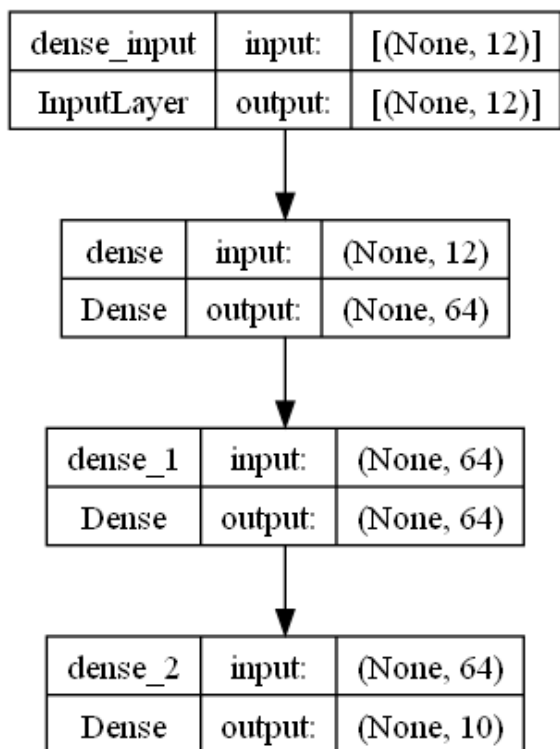 dense_input input: [(None, 12)]
InputLayer output: [(None, 12)]
dense input: (None, 12)
Dense output: (None, 64)
dense_1 input: (None, 64)
Dense output: (None, 64)
dense_2 input: (None, 64)
Dense output: (None, 10)